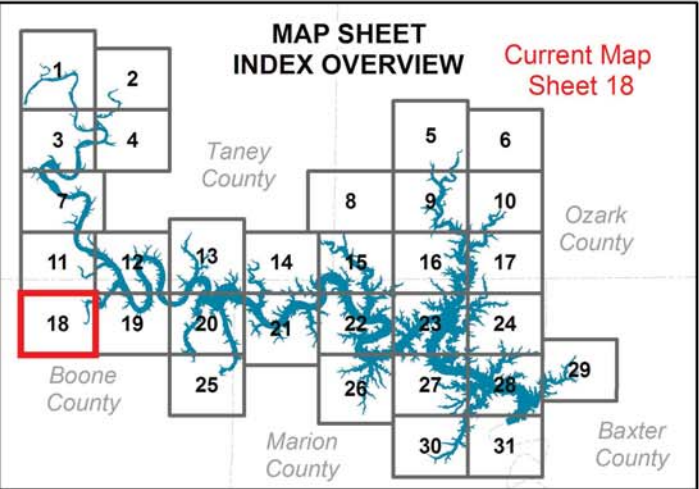 MAP SHEET
INDEX OVERVIEW
Current Map
Sheet 18
1
2
3
4
5
6
Taney
County
7
8
9
10
Ozark
County
11
12
13
14
15
16
17
18
19
20
21
22
23
24
Boone
County
25
26
27
28
29
Marion
County
30
31
Baxter
County